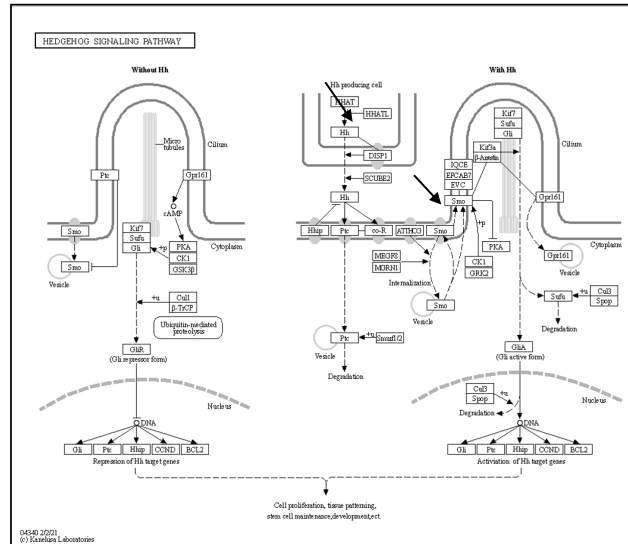 HEDGEHOG SIGNALING PATHWAY
Without Hh
Ptc
Micro
tubules
Cilium
Gpr161
cAMP
Smo
Kif7
Sufu
Gli
+p
PKA
CK1
GSK3β
Cytoplasm
Smo
Vesicle
+u
Cul1
β-TrCP
Ubiquitin-mediated
proteolysis
GliR
(Gli repressor form)
Nucleus
DNA
Gli
Ptc
Hhip
CCND
BCL2
Repression of Hh target genes
With Hh
Hh producing cell
HHAT
HHATL
Hh
DISP1
SCUBE2
Hh
Hhip
Ptc
co-R
ATTHOG
Smo
MEGF8
MGRN1
Internalization
Smo
Vesicle
Ptc
+u
Smurf1/2
Vesicle
Degradation
IQCE
EFCAB7
EVC
Smo
Kif7
Sufu
Gli
Kif3a
β-Arrestin
Cilium
Gpr161
+p
PKA
CK1
GRK2
Cytoplasm
Gpr161
Vesicle
Sufu
+u
Cul3
Spop
Degradation
GliA
(Gli active form)
Cul3
Spop
+u
Degradation
Nucleus
DNA
Gli
Ptc
Hhip
CCND
BCL2
Activiation of Hh target genes
Cell proliferation, tissue patterning,
stem cell maintenance,development,ect.
04340 2/2/21
(c) Kanehisa Laboratories